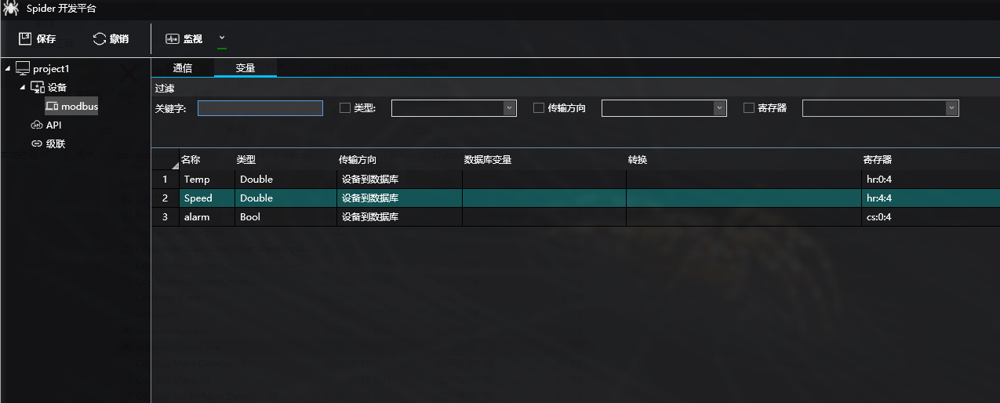 Spider 开发平台
保存 撤销 监视
project1
设备
modbus
API
级联
通信 变量
过滤
关键字: 类型: 传输方向 寄存器
名称 类型 传输方向 数据库变量 转换 寄存器
1 Temp Double 设备到数据库 hr:0:4
2 Speed Double 设备到数据库 hr:4:4
3 alarm Bool 设备到数据库 cs:0:4